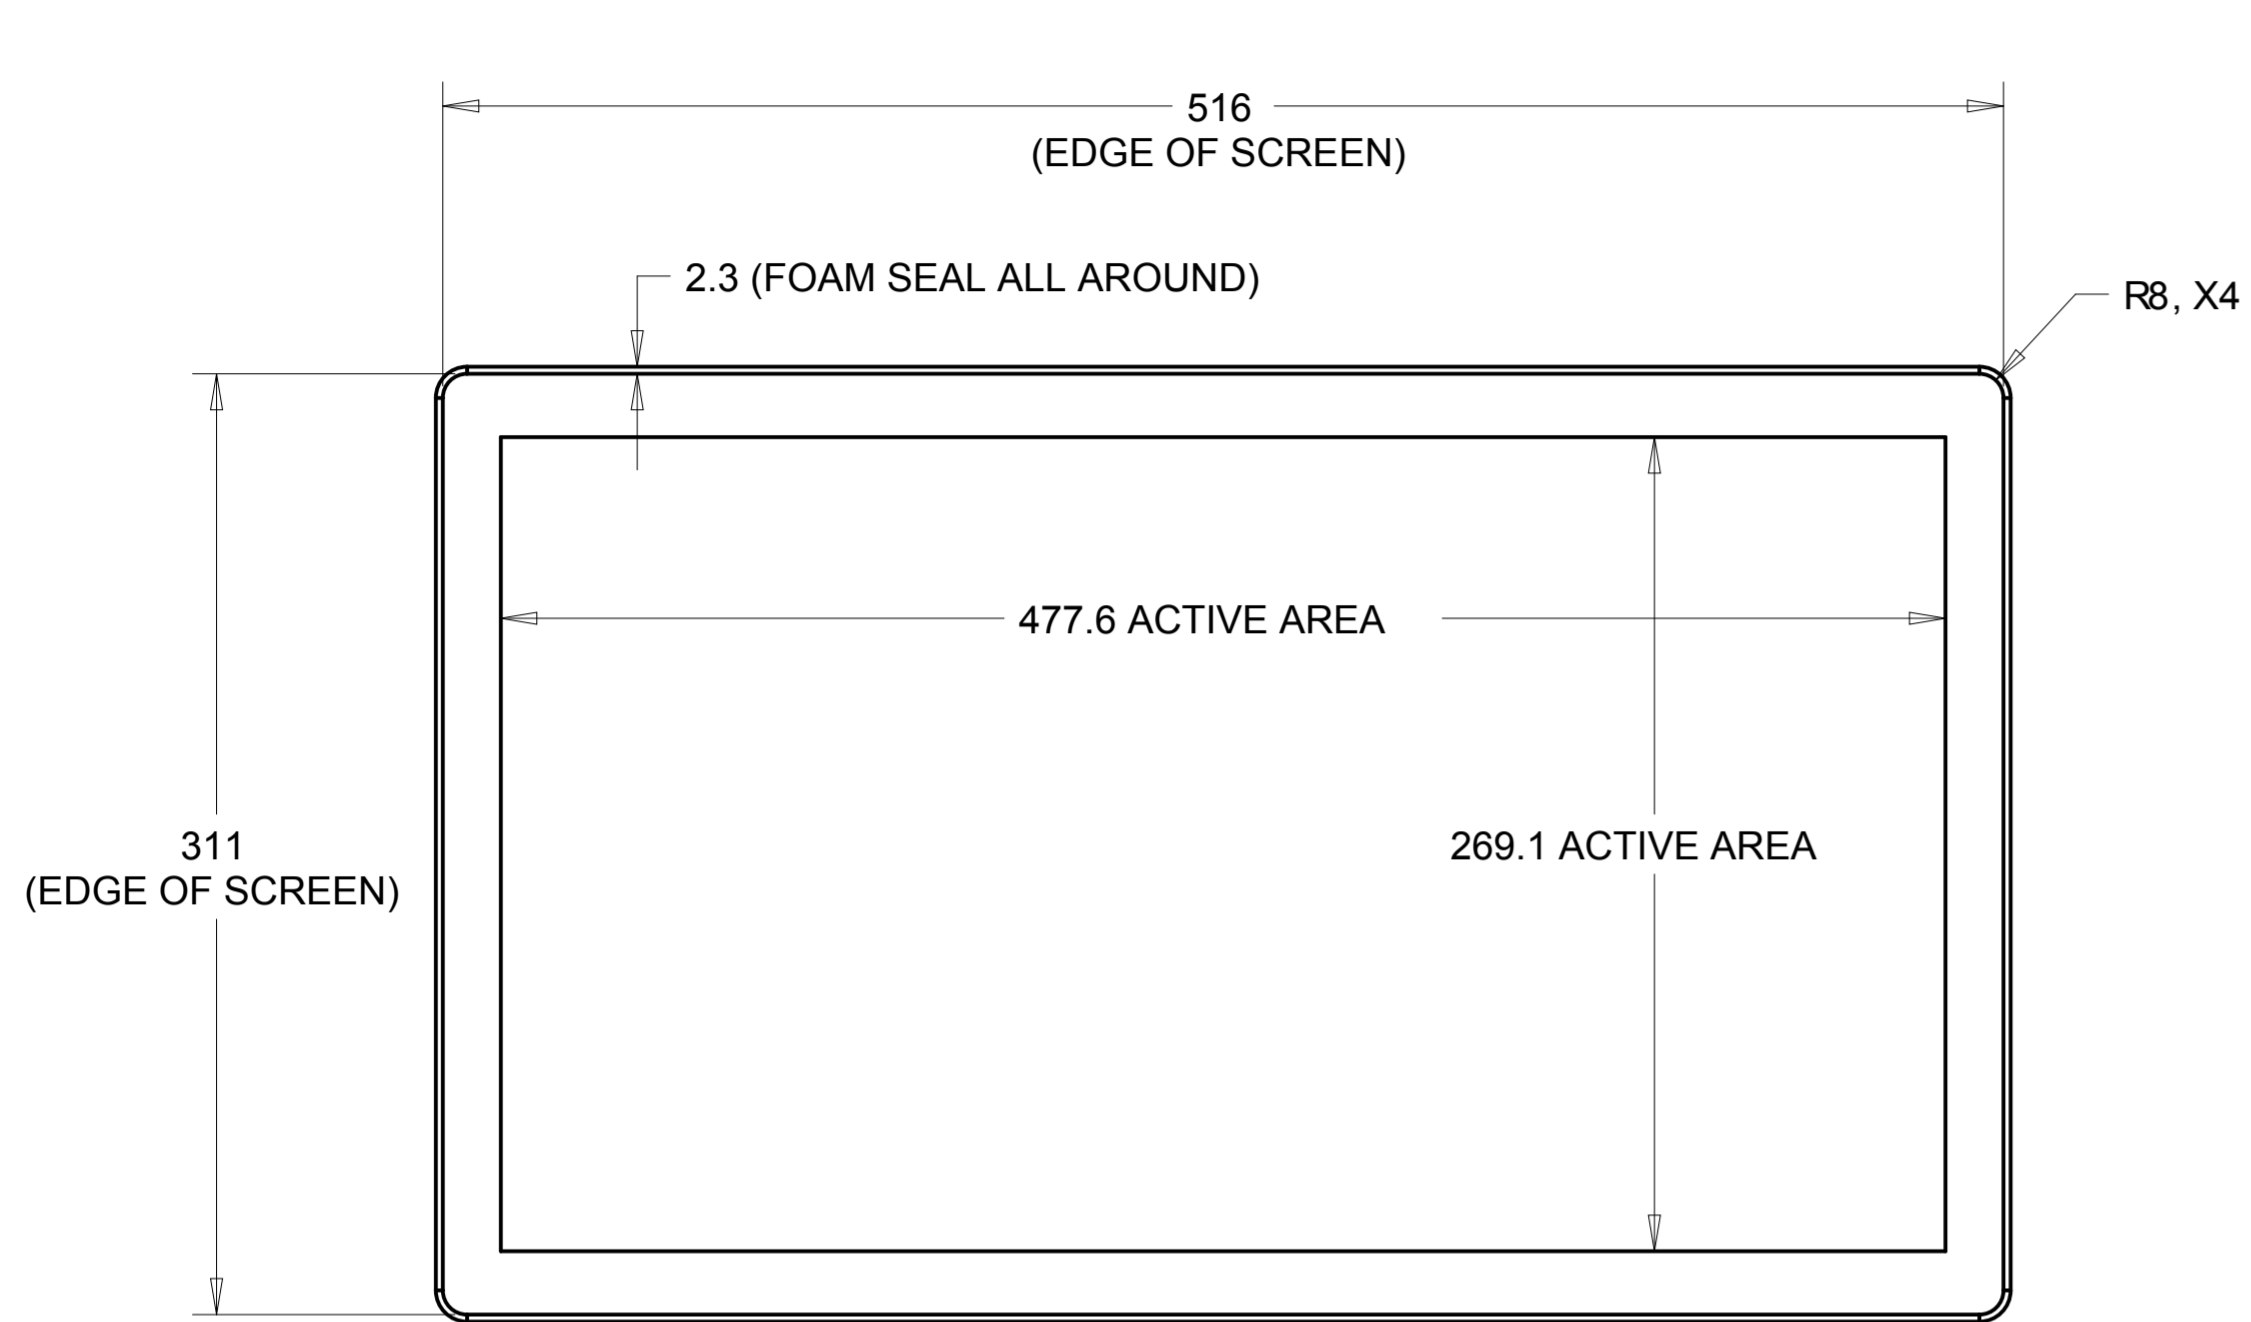 516
(EDGE OF SCREEN)
2.3 (FOAM SEAL ALL AROUND)
R8, X4
477.6 ACTIVE AREA
311
(EDGE OF SCREEN)
269.1 ACTIVE AREA